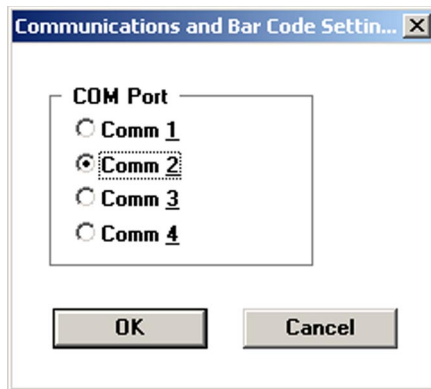 Communications and Bar Code Settin...
COM Port
Comm 1
Comm 2
Comm 3
Comm 4
OK
Cancel